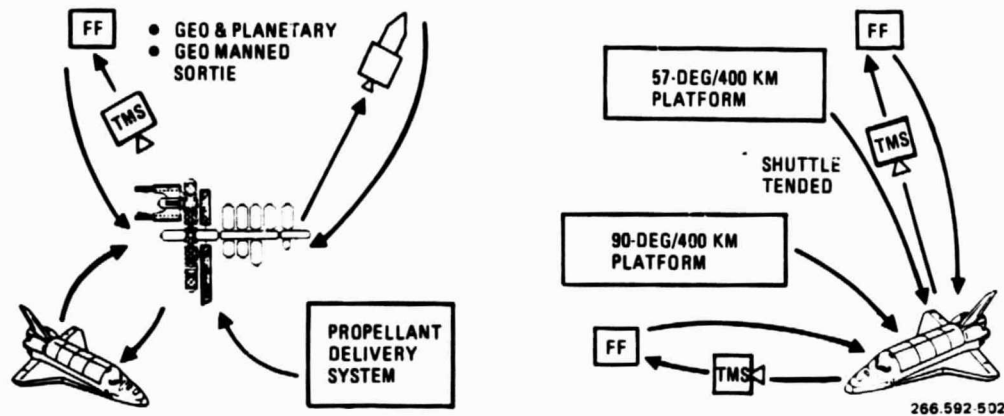 FF
• GEO & PLANETARY
• GEO MANNED
SORTIE
TMS
PROPELLANT
DELIVERY
SYSTEM
FF
57-DEG/400 KM
PLATFORM
TMS
SHUTTLE
TENDED
90-DEG/400 KM
PLATFORM
FF
TMS
266.592-502